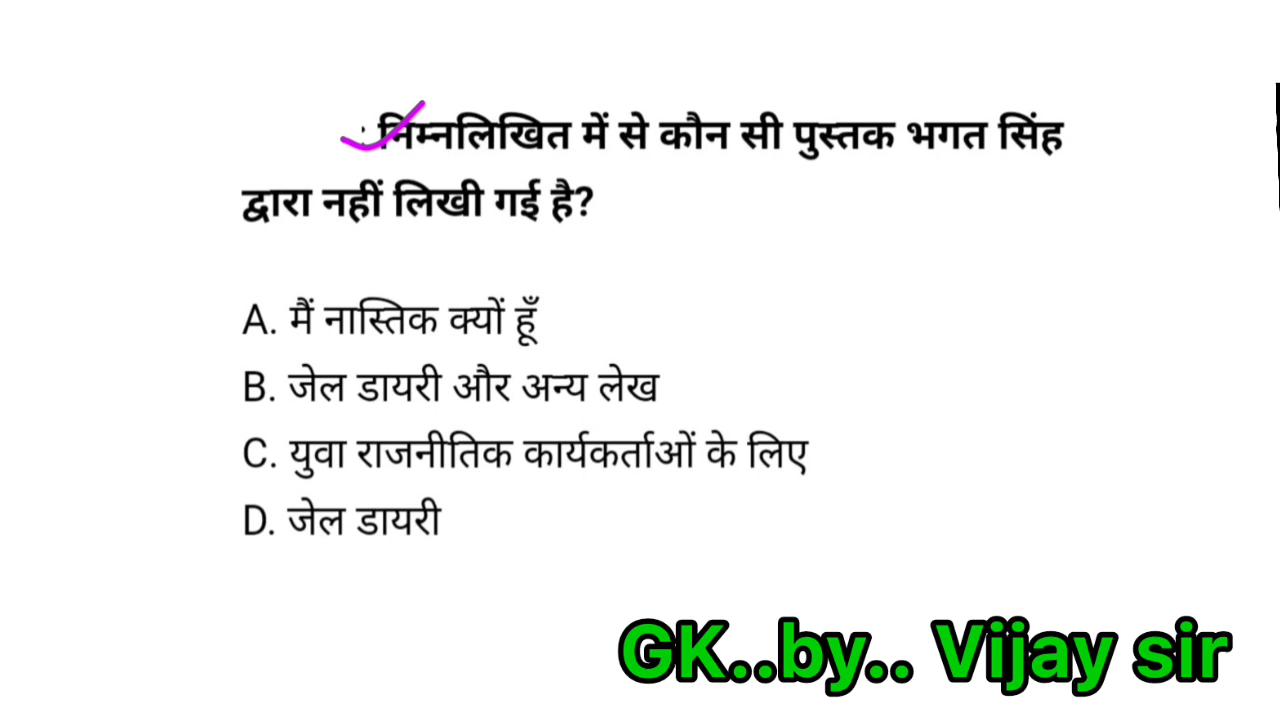 निम्नलिखित में से कौन सी पुस्तक भगत सिंह
द्वारा नहीं लिखी गई है?
A. मैं नास्तिक क्यों हूँ
B. जेल डायरी और अन्य लेख
C. युवा राजनीतिक कार्यकर्ताओं के लिए
D. जेल डायरी
GK..by.. Vijay sir